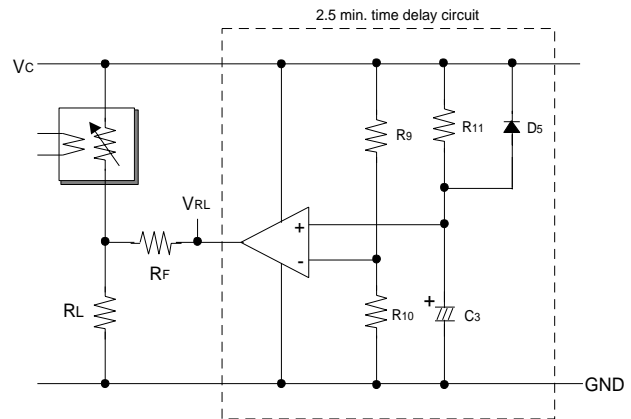 2.5 min. time delay circuit
VC
R9
R11
D5
VRL
+
-
RF
RL
R10
+
C3
GND